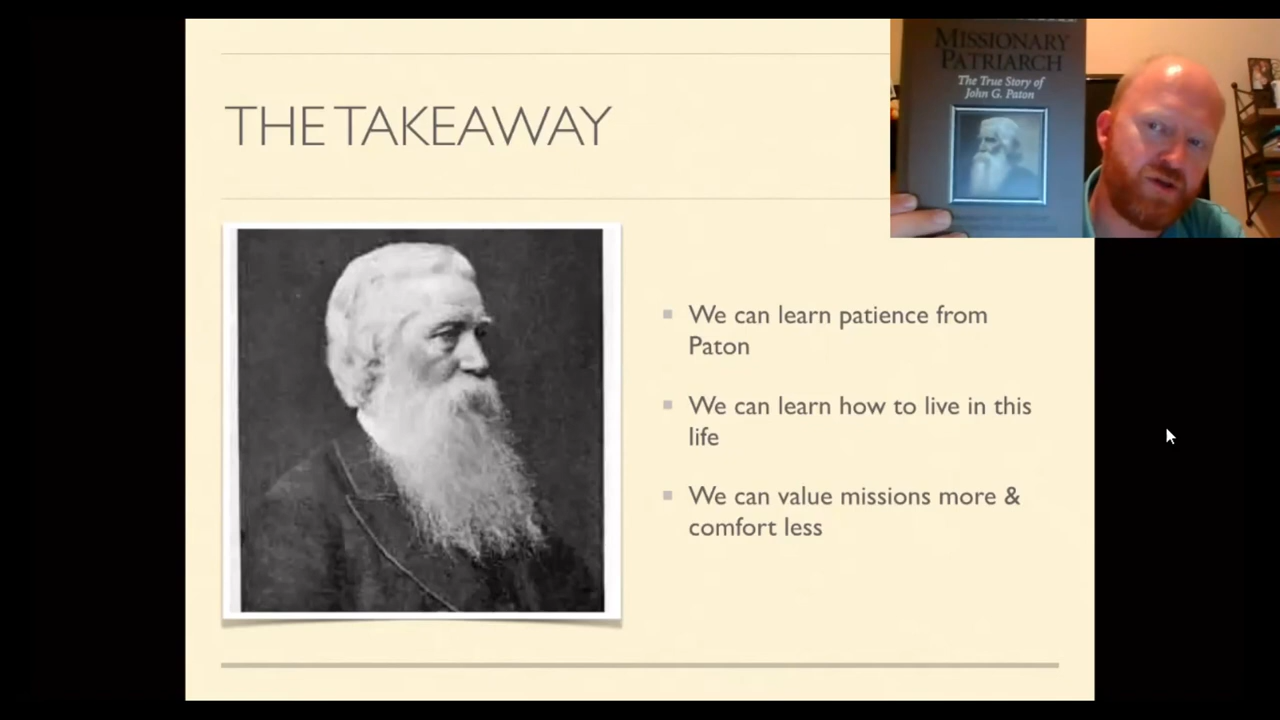 THE TAKEAWAY
MISSIONARY
PATRIARCH
The True Story of
John G. Paton
We can learn patience from
Paton
We can learn how to live in this
life
We can value missions more &
comfort less